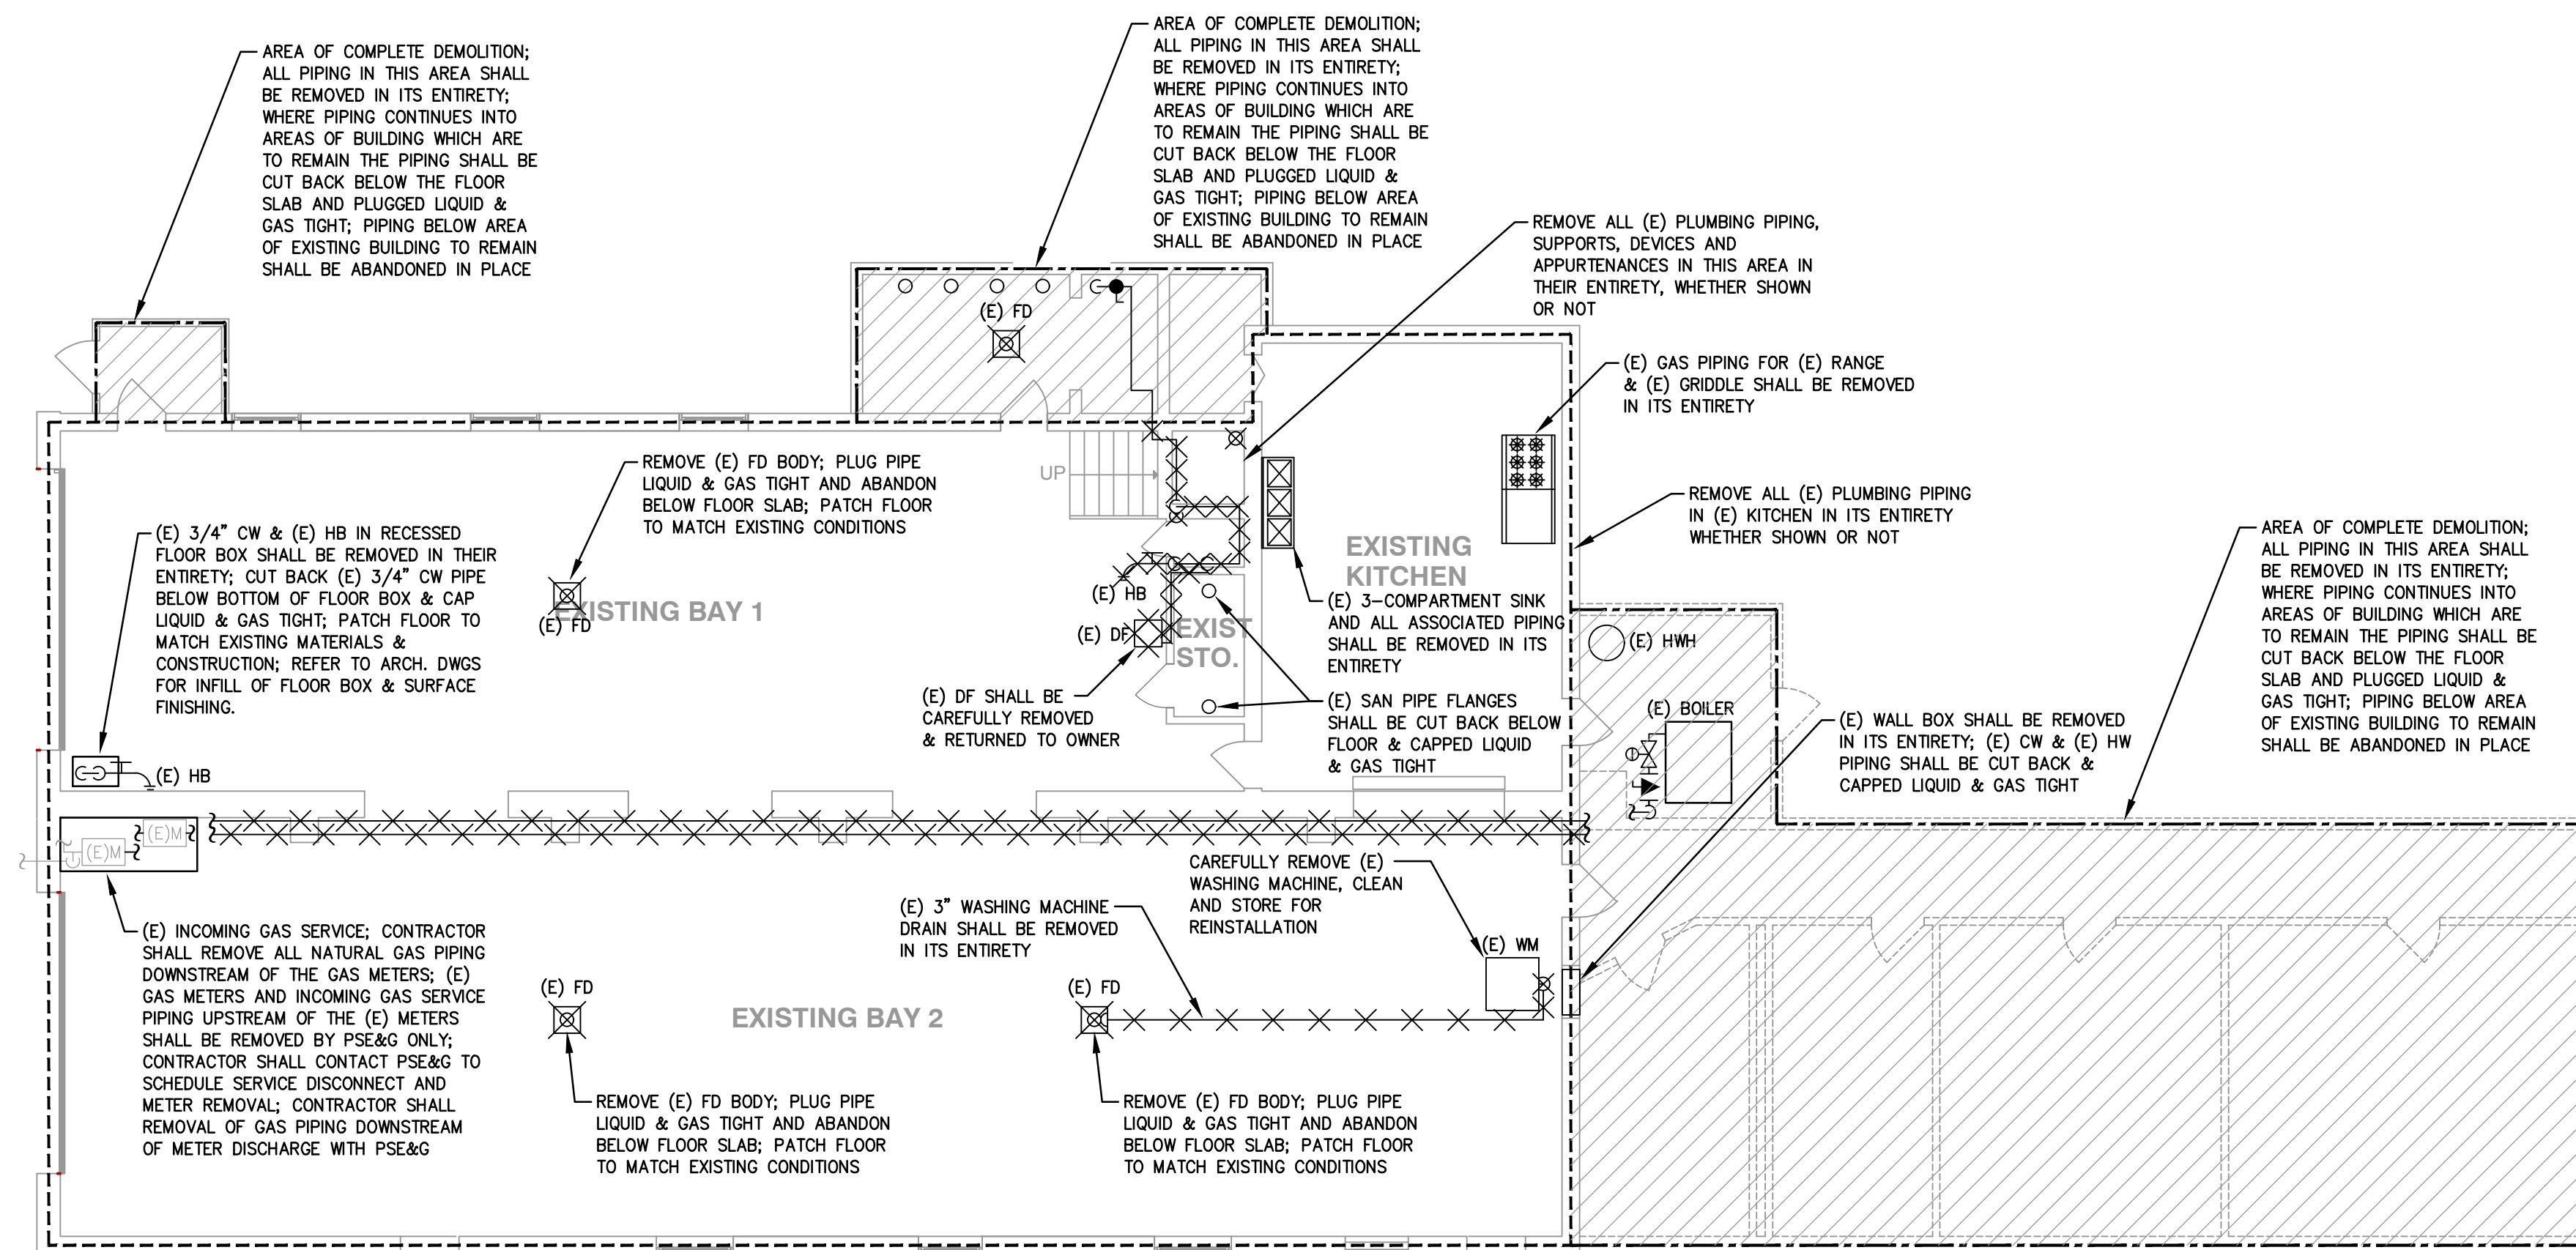 AREA OF COMPLETE DEMOLITION;
ALL PIPING IN THIS AREA SHALL
BE REMOVED IN ITS ENTIRETY;
WHERE PIPING CONTINUES INTO
AREAS OF BUILDING WHICH ARE
TO REMAIN THE PIPING SHALL BE
CUT BACK BELOW THE FLOOR
SLAB AND PLUGGED LIQUID &
GAS TIGHT; PIPING BELOW AREA
OF EXISTING BUILDING TO REMAIN
SHALL BE ABANDONED IN PLACE
AREA OF COMPLETE DEMOLITION;
ALL PIPING IN THIS AREA SHALL
BE REMOVED IN ITS ENTIRETY;
WHERE PIPING CONTINUES INTO
AREAS OF BUILDING WHICH ARE
TO REMAIN THE PIPING SHALL BE
CUT BACK BELOW THE FLOOR
SLAB AND PLUGGED LIQUID &
GAS TIGHT; PIPING BELOW AREA
OF EXISTING BUILDING TO REMAIN
SHALL BE ABANDONED IN PLACE
REMOVE ALL (E) PLUMBING PIPING,
SUPPORTS, DEVICES AND
APPURTENANCES IN THIS AREA IN
THEIR ENTIRETY, WHETHER SHOWN
OR NOT
(E) FD
(E) GAS PIPING FOR (E) RANGE
& (E) GRIDDLE SHALL BE REMOVED
IN ITS ENTIRETY
REMOVE (E) FD BODY; PLUG PIPE
LIQUID & GAS TIGHT AND ABANDON
BELOW FLOOR SLAB; PATCH FLOOR
TO MATCH EXISTING CONDITIONS
UP
REMOVE ALL (E) PLUMBING PIPING
IN (E) KITCHEN IN ITS ENTIRETY
WHETHER SHOWN OR NOT
(E) 3/4" CW & (E) HB IN RECESSED
FLOOR BOX SHALL BE REMOVED IN THEIR
ENTIRETY; CUT BACK (E) 3/4" CW PIPE
BELOW BOTTOM OF FLOOR BOX & CAP
LIQUID & GAS TIGHT; PATCH FLOOR TO
MATCH EXISTING MATERIALS &
CONSTRUCTION; REFER TO ARCH. DWGS
FOR INFILL OF FLOOR BOX & SURFACE
FINISHING.
AREA OF COMPLETE DEMOLITION;
ALL PIPING IN THIS AREA SHALL
BE REMOVED IN ITS ENTIRETY;
WHERE PIPING CONTINUES INTO
AREAS OF BUILDING WHICH ARE
TO REMAIN THE PIPING SHALL BE
CUT BACK BELOW THE FLOOR
SLAB AND PLUGGED LIQUID &
GAS TIGHT; PIPING BELOW AREA
OF EXISTING BUILDING TO REMAIN
SHALL BE ABANDONED IN PLACE
EXISTING
KITCHEN
EXISTING BAY 1
(E) FD
(E) HB
(E) DF
EXIST
STO.
(E) 3-COMPARTMENT SINK
AND ALL ASSOCIATED PIPING
SHALL BE REMOVED IN ITS
ENTIRETY
(E) HWH
(E) DF SHALL BE
CAREFULLY REMOVED
& RETURNED TO OWNER
(E) SAN PIPE FLANGES
SHALL BE CUT BACK BELOW
FLOOR & CAPPED LIQUID
& GAS TIGHT
(E) BOILER
(E) WALL BOX SHALL BE REMOVED
IN ITS ENTIRETY; (E) CW & (E) HW
PIPING SHALL BE CUT BACK &
CAPPED LIQUID & GAS TIGHT
(E) HB
(E)M
(E)M
CAREFULLY REMOVE (E)
WASHING MACHINE, CLEAN
AND STORE FOR
REINSTALLATION
(E) 3" WASHING MACHINE
DRAIN SHALL BE REMOVED
IN ITS ENTIRETY
(E) WM
(E) INCOMING GAS SERVICE; CONTRACTOR
SHALL REMOVE ALL NATURAL GAS PIPING
DOWNSTREAM OF THE GAS METERS; (E)
GAS METERS AND INCOMING GAS SERVICE
PIPING UPSTREAM OF THE (E) METERS
SHALL BE REMOVED BY PSE&G ONLY;
CONTRACTOR SHALL CONTACT PSE&G TO
SCHEDULE SERVICE DISCONNECT AND
METER REMOVAL; CONTRACTOR SHALL
REMOVAL OF GAS PIPING DOWNSTREAM
OF METER DISCHARGE WITH PSE&G
(E) FD
EXISTING BAY 2
(E) FD
REMOVE (E) FD BODY; PLUG PIPE
LIQUID & GAS TIGHT AND ABANDON
BELOW FLOOR SLAB; PATCH FLOOR
TO MATCH EXISTING CONDITIONS
REMOVE (E) FD BODY; PLUG PIPE
LIQUID & GAS TIGHT AND ABANDON
BELOW FLOOR SLAB; PATCH FLOOR
TO MATCH EXISTING CONDITIONS